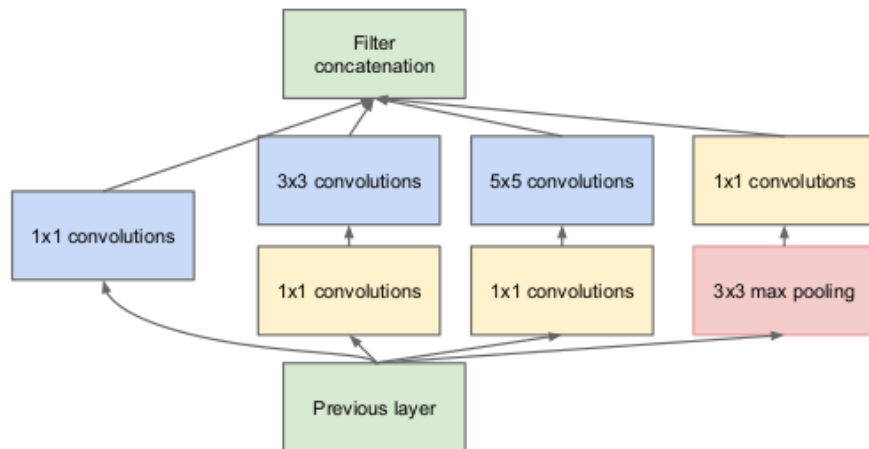 Filter
concatenation
3x3 convolutions
5x5 convolutions
1x1 convolutions
1x1 convolutions
1x1 convolutions
1x1 convolutions
3x3 max pooling
Previous layer